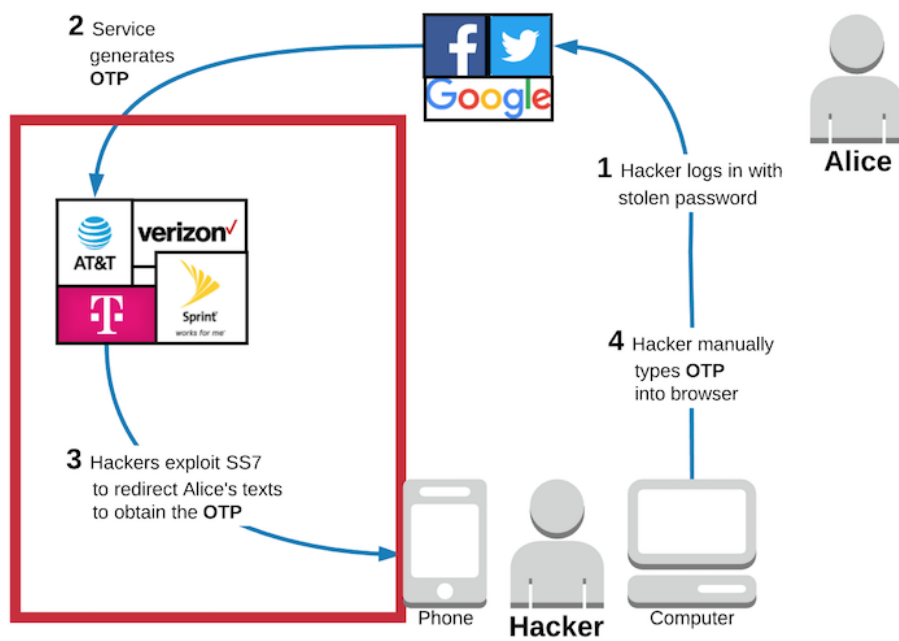 2 Service
generates
OTP
f
Google
Alice
1 Hacker logs in with
stolen password
AT&T
verizon✓
T
Sprint
works for me®
4 Hacker manually
types OTP
into browser
3 Hackers exploit SS7
to redirect Alice's texts
to obtain the OTP
Phone
Hacker
Computer